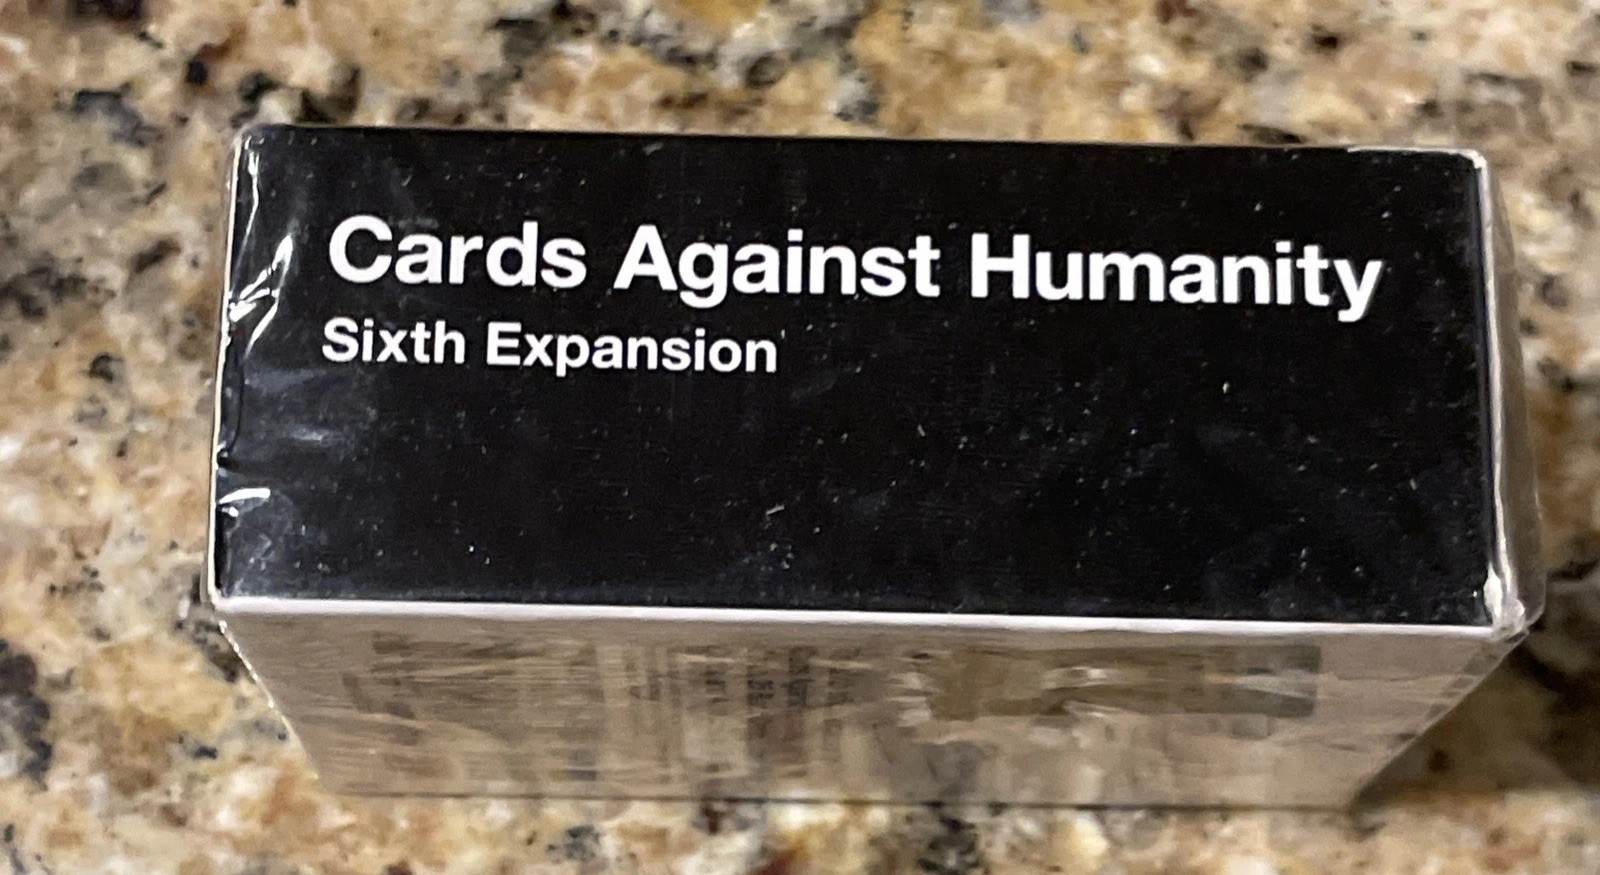 Cards Against Humanity
Sixth Expansion